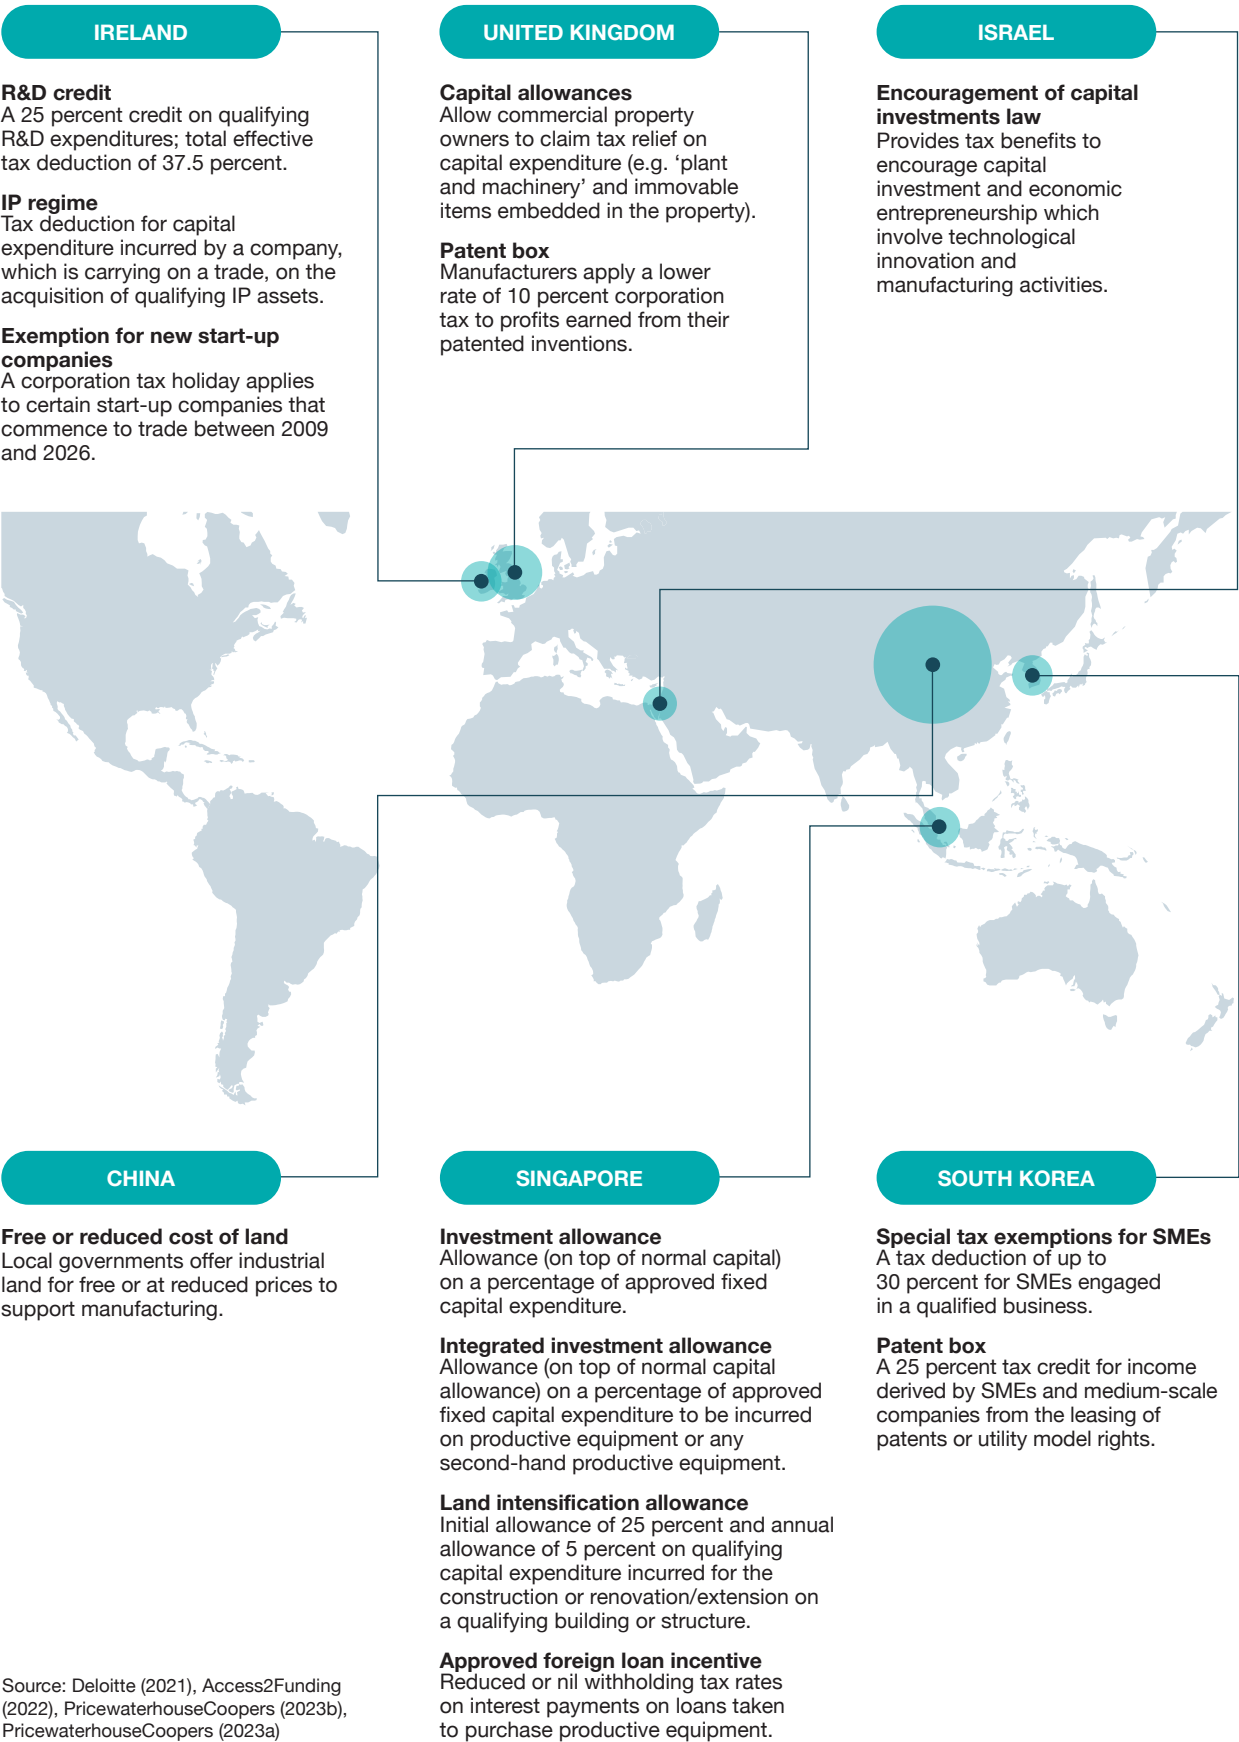 IRELAND
R&D credit
A 25 percent credit on qualifying
R&D expenditures; total effective
tax deduction of 37.5 percent.
IP regime
Tax deduction for capital
expenditure incurred by a company,
which is carrying on a trade, on the
acquisition of qualifying IP assets.
Exemption for new start-up
companies
A corporation tax holiday applies
to certain start-up companies that
commence to trade between 2009
and 2026.
UNITED KINGDOM
Capital allowances
Allow commercial property
owners to claim tax relief on
capital expenditure (e.g. ‘plant
and machinery’ and immovable
items embedded in the property).
Patent box
Manufacturers apply a lower
rate of 10 percent corporation
tax to profits earned from their
patented inventions.
ISRAEL
Encouragement of capital
investments law
Provides tax benefits to
encourage capital
investment and economic
entrepreneurship which
involve technological
innovation and
manufacturing activities.
CHINA
Free or reduced cost of land
Local governments offer industrial
land for free or at reduced prices to
support manufacturing.
SINGAPORE
Investment allowance
Allowance (on top of normal capital)
on a percentage of approved fixed
capital expenditure.
Integrated investment allowance
Allowance (on top of normal capital
allowance) on a percentage of approved
fixed capital expenditure to be incurred
on productive equipment or any
second-hand productive equipment.
Land intensification allowance
Initial allowance of 25 percent and annual
allowance of 5 percent on qualifying
capital expenditure incurred for the
construction or renovation/extension on
a qualifying building or structure.
Approved foreign loan incentive
Reduced or nil withholding tax rates
on interest payments on loans taken
to purchase productive equipment.
SOUTH KOREA
Special tax exemptions for SMEs
A tax deduction of up to
30 percent for SMEs engaged
in a qualified business.
Patent box
A 25 percent tax credit for income
derived by SMEs and medium-scale
companies from the leasing of
patents or utility model rights.
Source: Deloitte (2021), Access2Funding
(2022), PricewaterhouseCoopers (2023b),
PricewaterhouseCoopers (2023a)